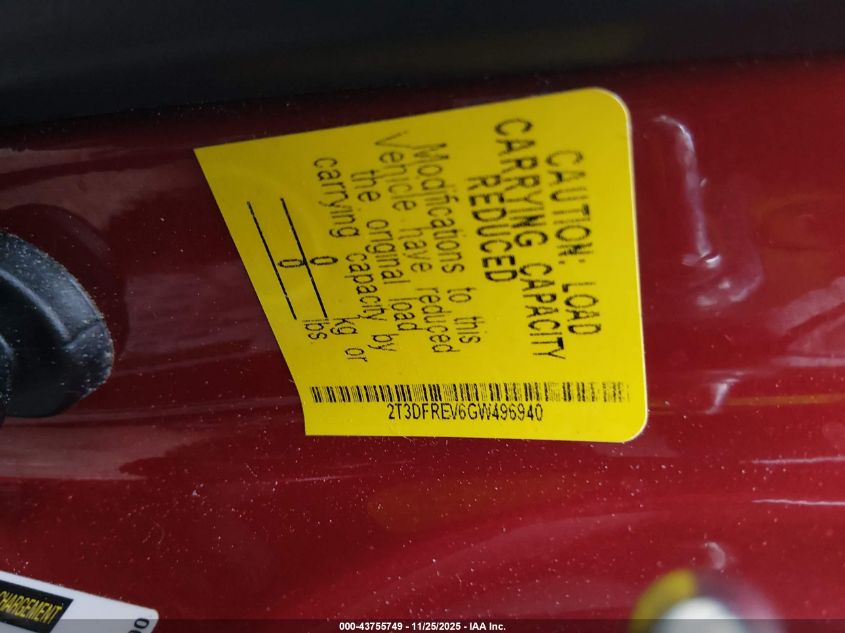 CAUTION: LOAD
CARRYING CAPACITY
REDUCED
Modifications to this
Vehicle have reduced
the original load
carrying capacity by
0 kg or
0 lbs.
2T3DFREV6GW496940
CHARGEMENT
000-43755749 - 11/25/2025 - IAA Inc.